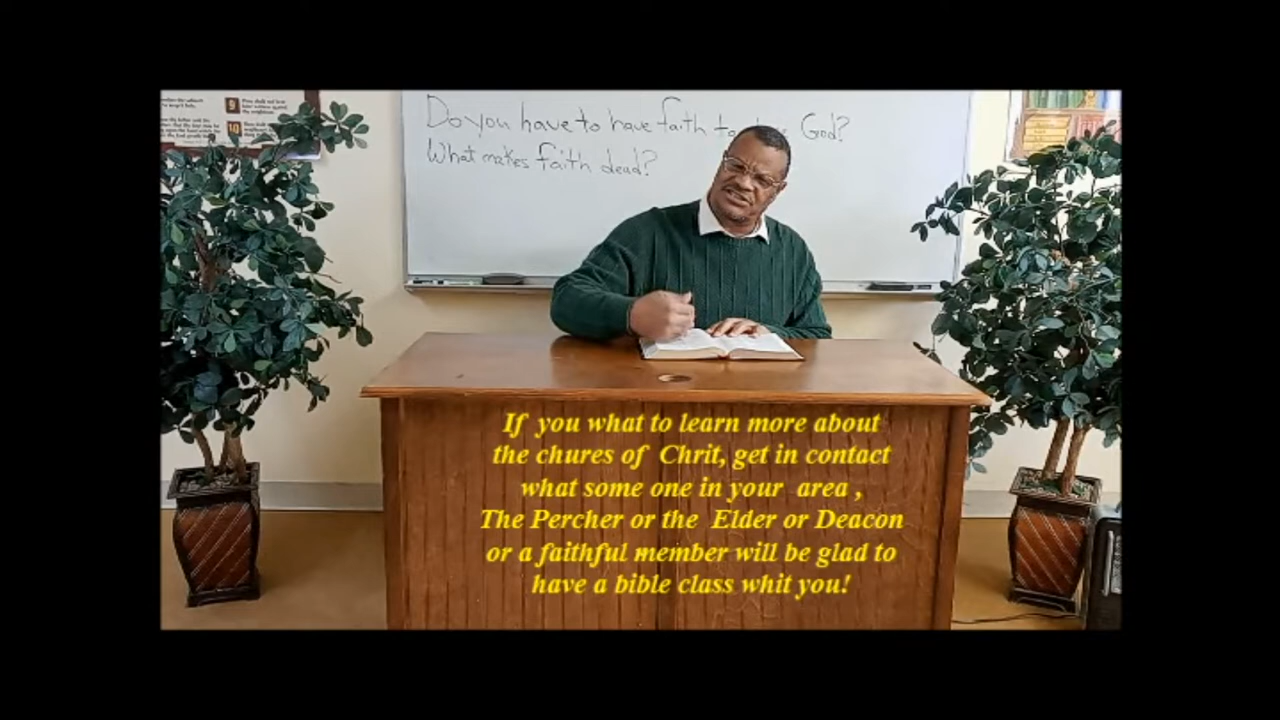 Do you have to have faith God?
What makes faith dead?
9
10
If you what to learn more about
the chures of Chrit, get in contact
what some one in your area ,
The Percher or the Elder or Deacon
or a faithful member will be glad to
have a bible class whit you!